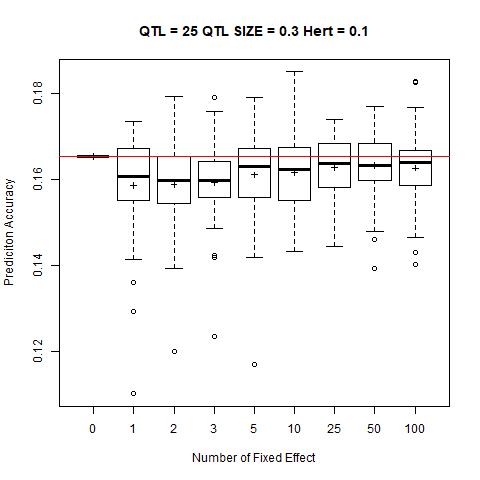 QTL = 25 QTL SIZE = 0.3 Hert = 0.1
Prediciton Accuracy
0.18
0.16
0.14
0.12
0 1 2 3 5 10 25 50 100
Number of Fixed Effect